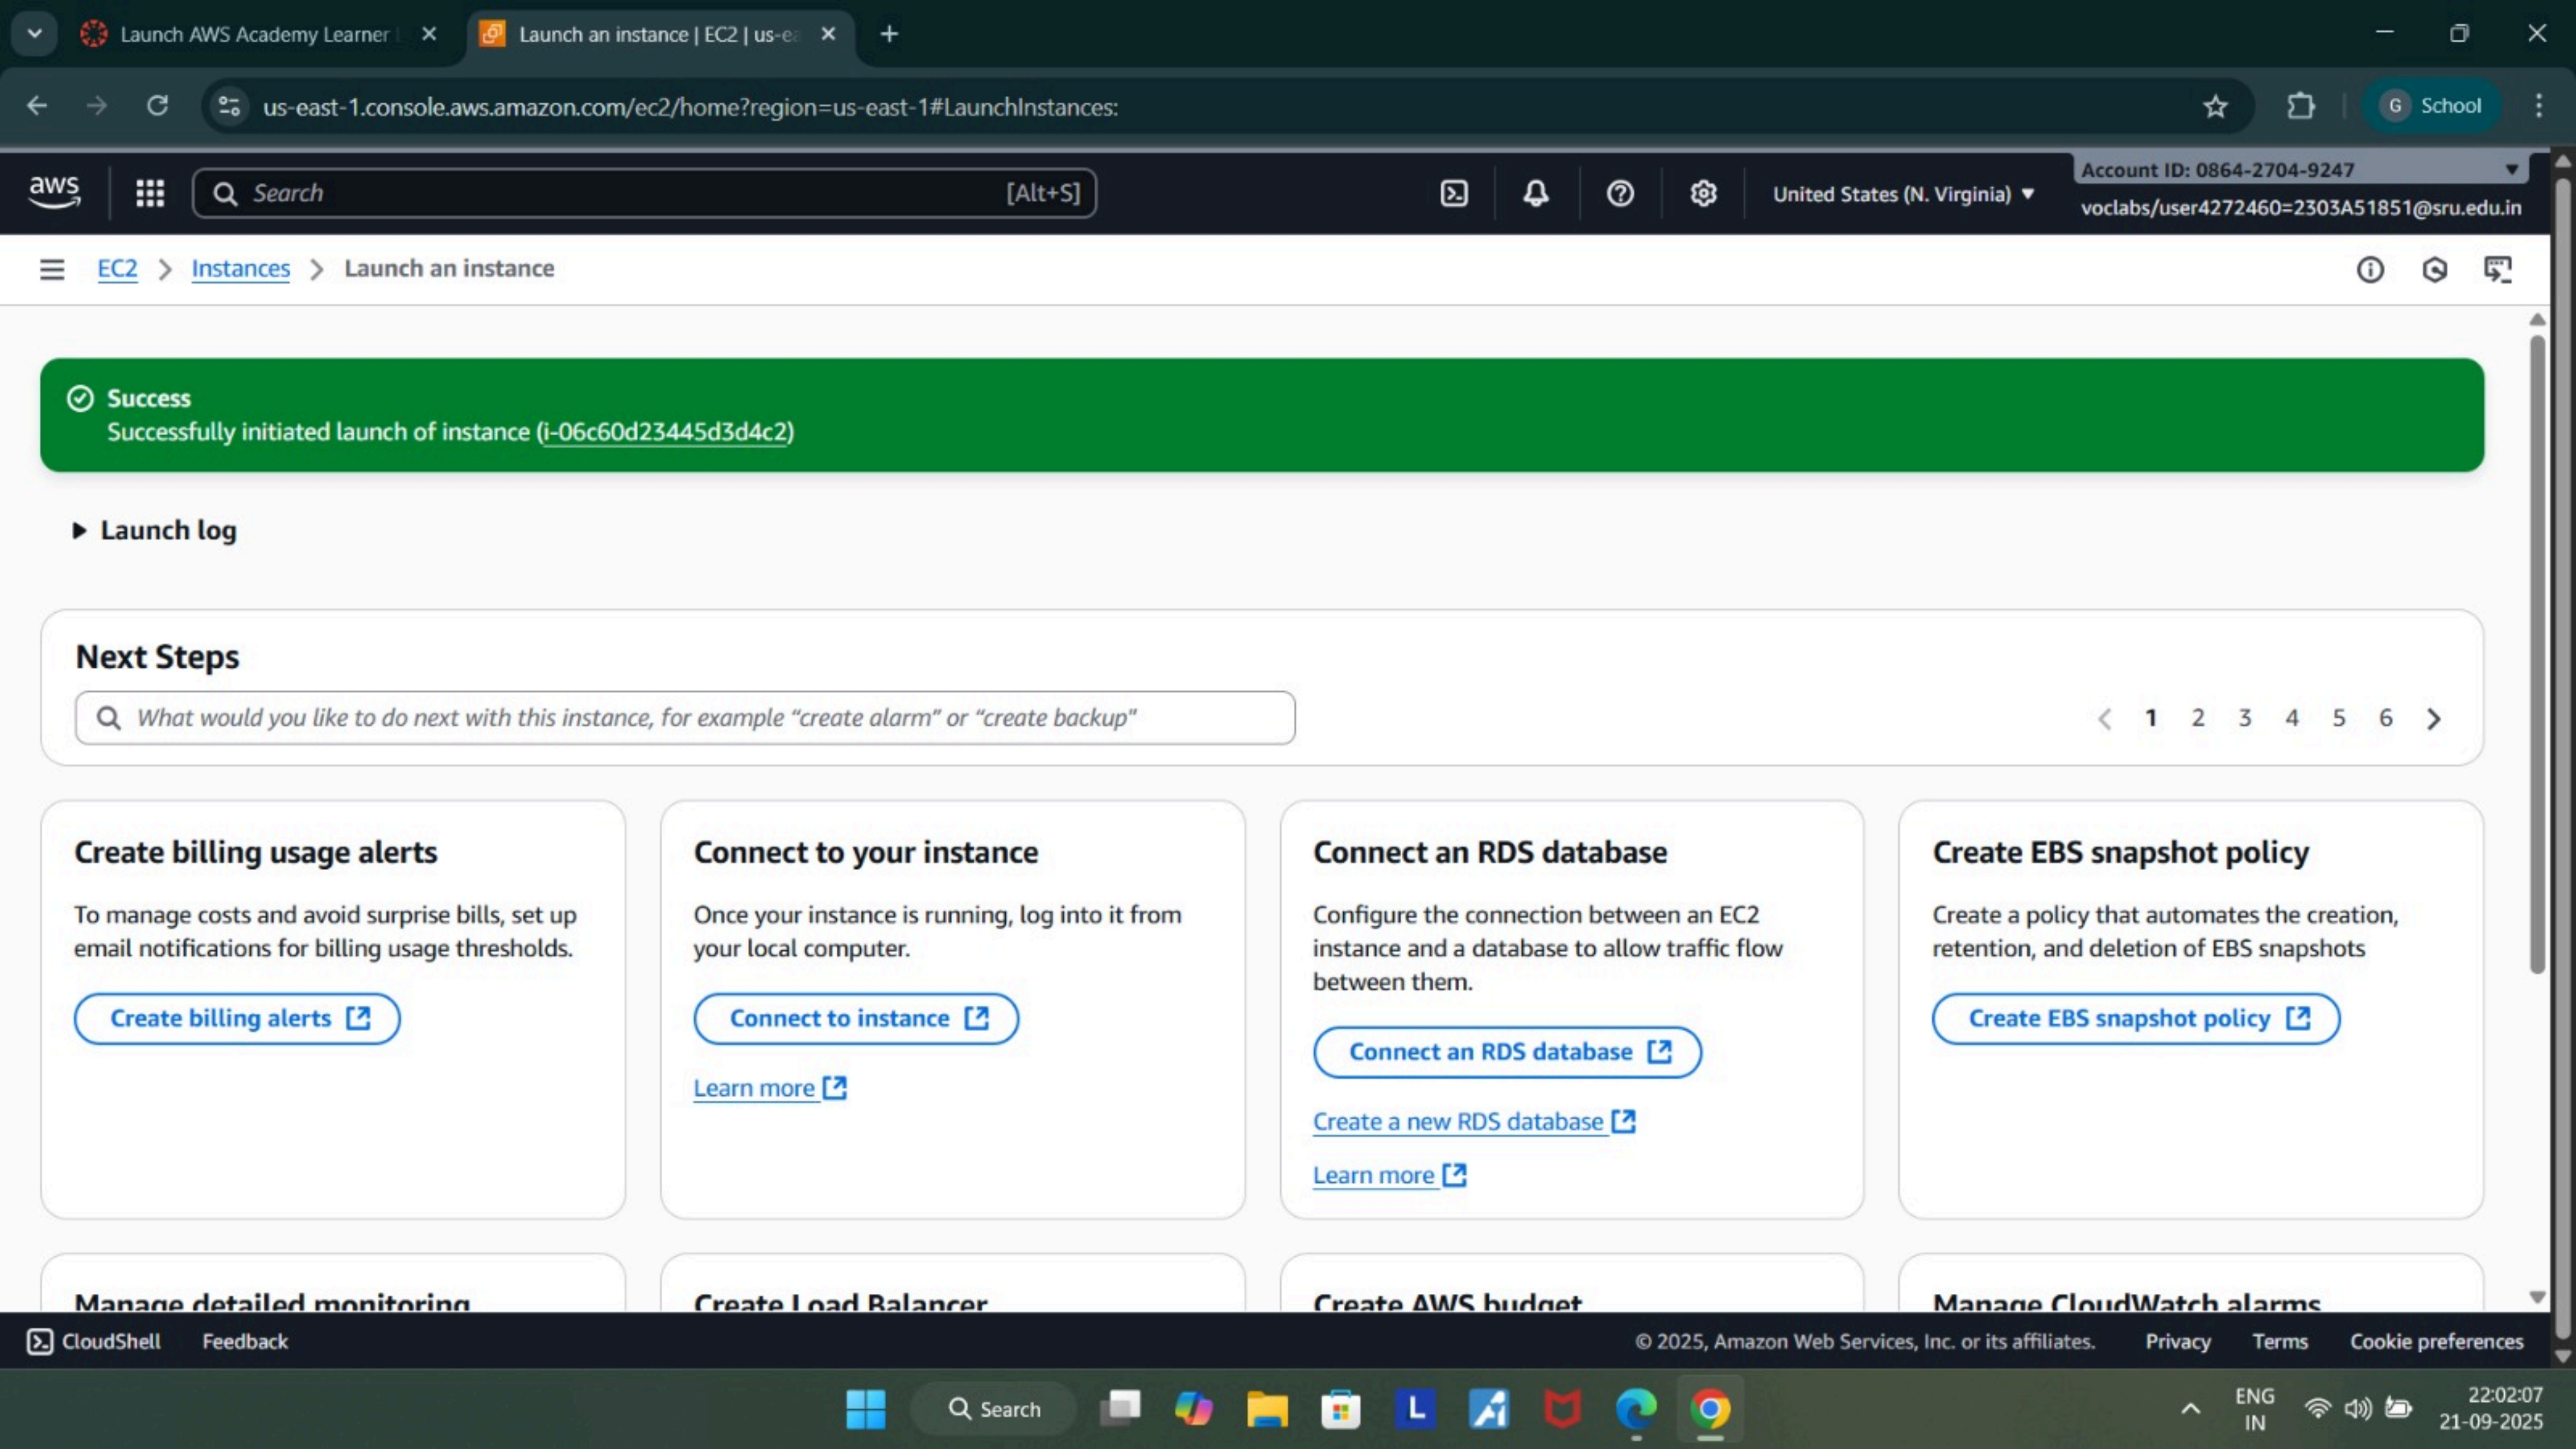 Launch AWS Academy Learner L
Launch an instance | EC2 | us-ea
us-east-1.console.aws.amazon.com/ec2/home?region=us-east-1#LaunchInstances:
G School
aws
Search [Alt+S]
United States (N. Virginia)
Account ID: 0864-2704-9247
voclabs/user4272460=2303A51851@sru.edu.in
EC2 > Instances > Launch an instance
Success
Successfully initiated launch of instance (i-06c60d23445d3d4c2)
Launch log
Next Steps
What would you like to do next with this instance, for example “create alarm” or “create backup”
1 2 3 4 5 6
Create billing usage alerts
To manage costs and avoid surprise bills, set up
email notifications for billing usage thresholds.
Create billing alerts
Connect to your instance
Once your instance is running, log into it from
your local computer.
Connect to instance
Learn more
Connect an RDS database
Configure the connection between an EC2
instance and a database to allow traffic flow
between them.
Connect an RDS database
Create a new RDS database
Learn more
Create EBS snapshot policy
Create a policy that automates the creation,
retention, and deletion of EBS snapshots
Create EBS snapshot policy
Manage detailed monitoring
Create Load Balancer
Create AWS budget
Manage CloudWatch alarms
CloudShell
Feedback
© 2025, Amazon Web Services, Inc. or its affiliates.
Privacy
Terms
Cookie preferences
Search
L
ENG
IN
22:02:07
21-09-2025